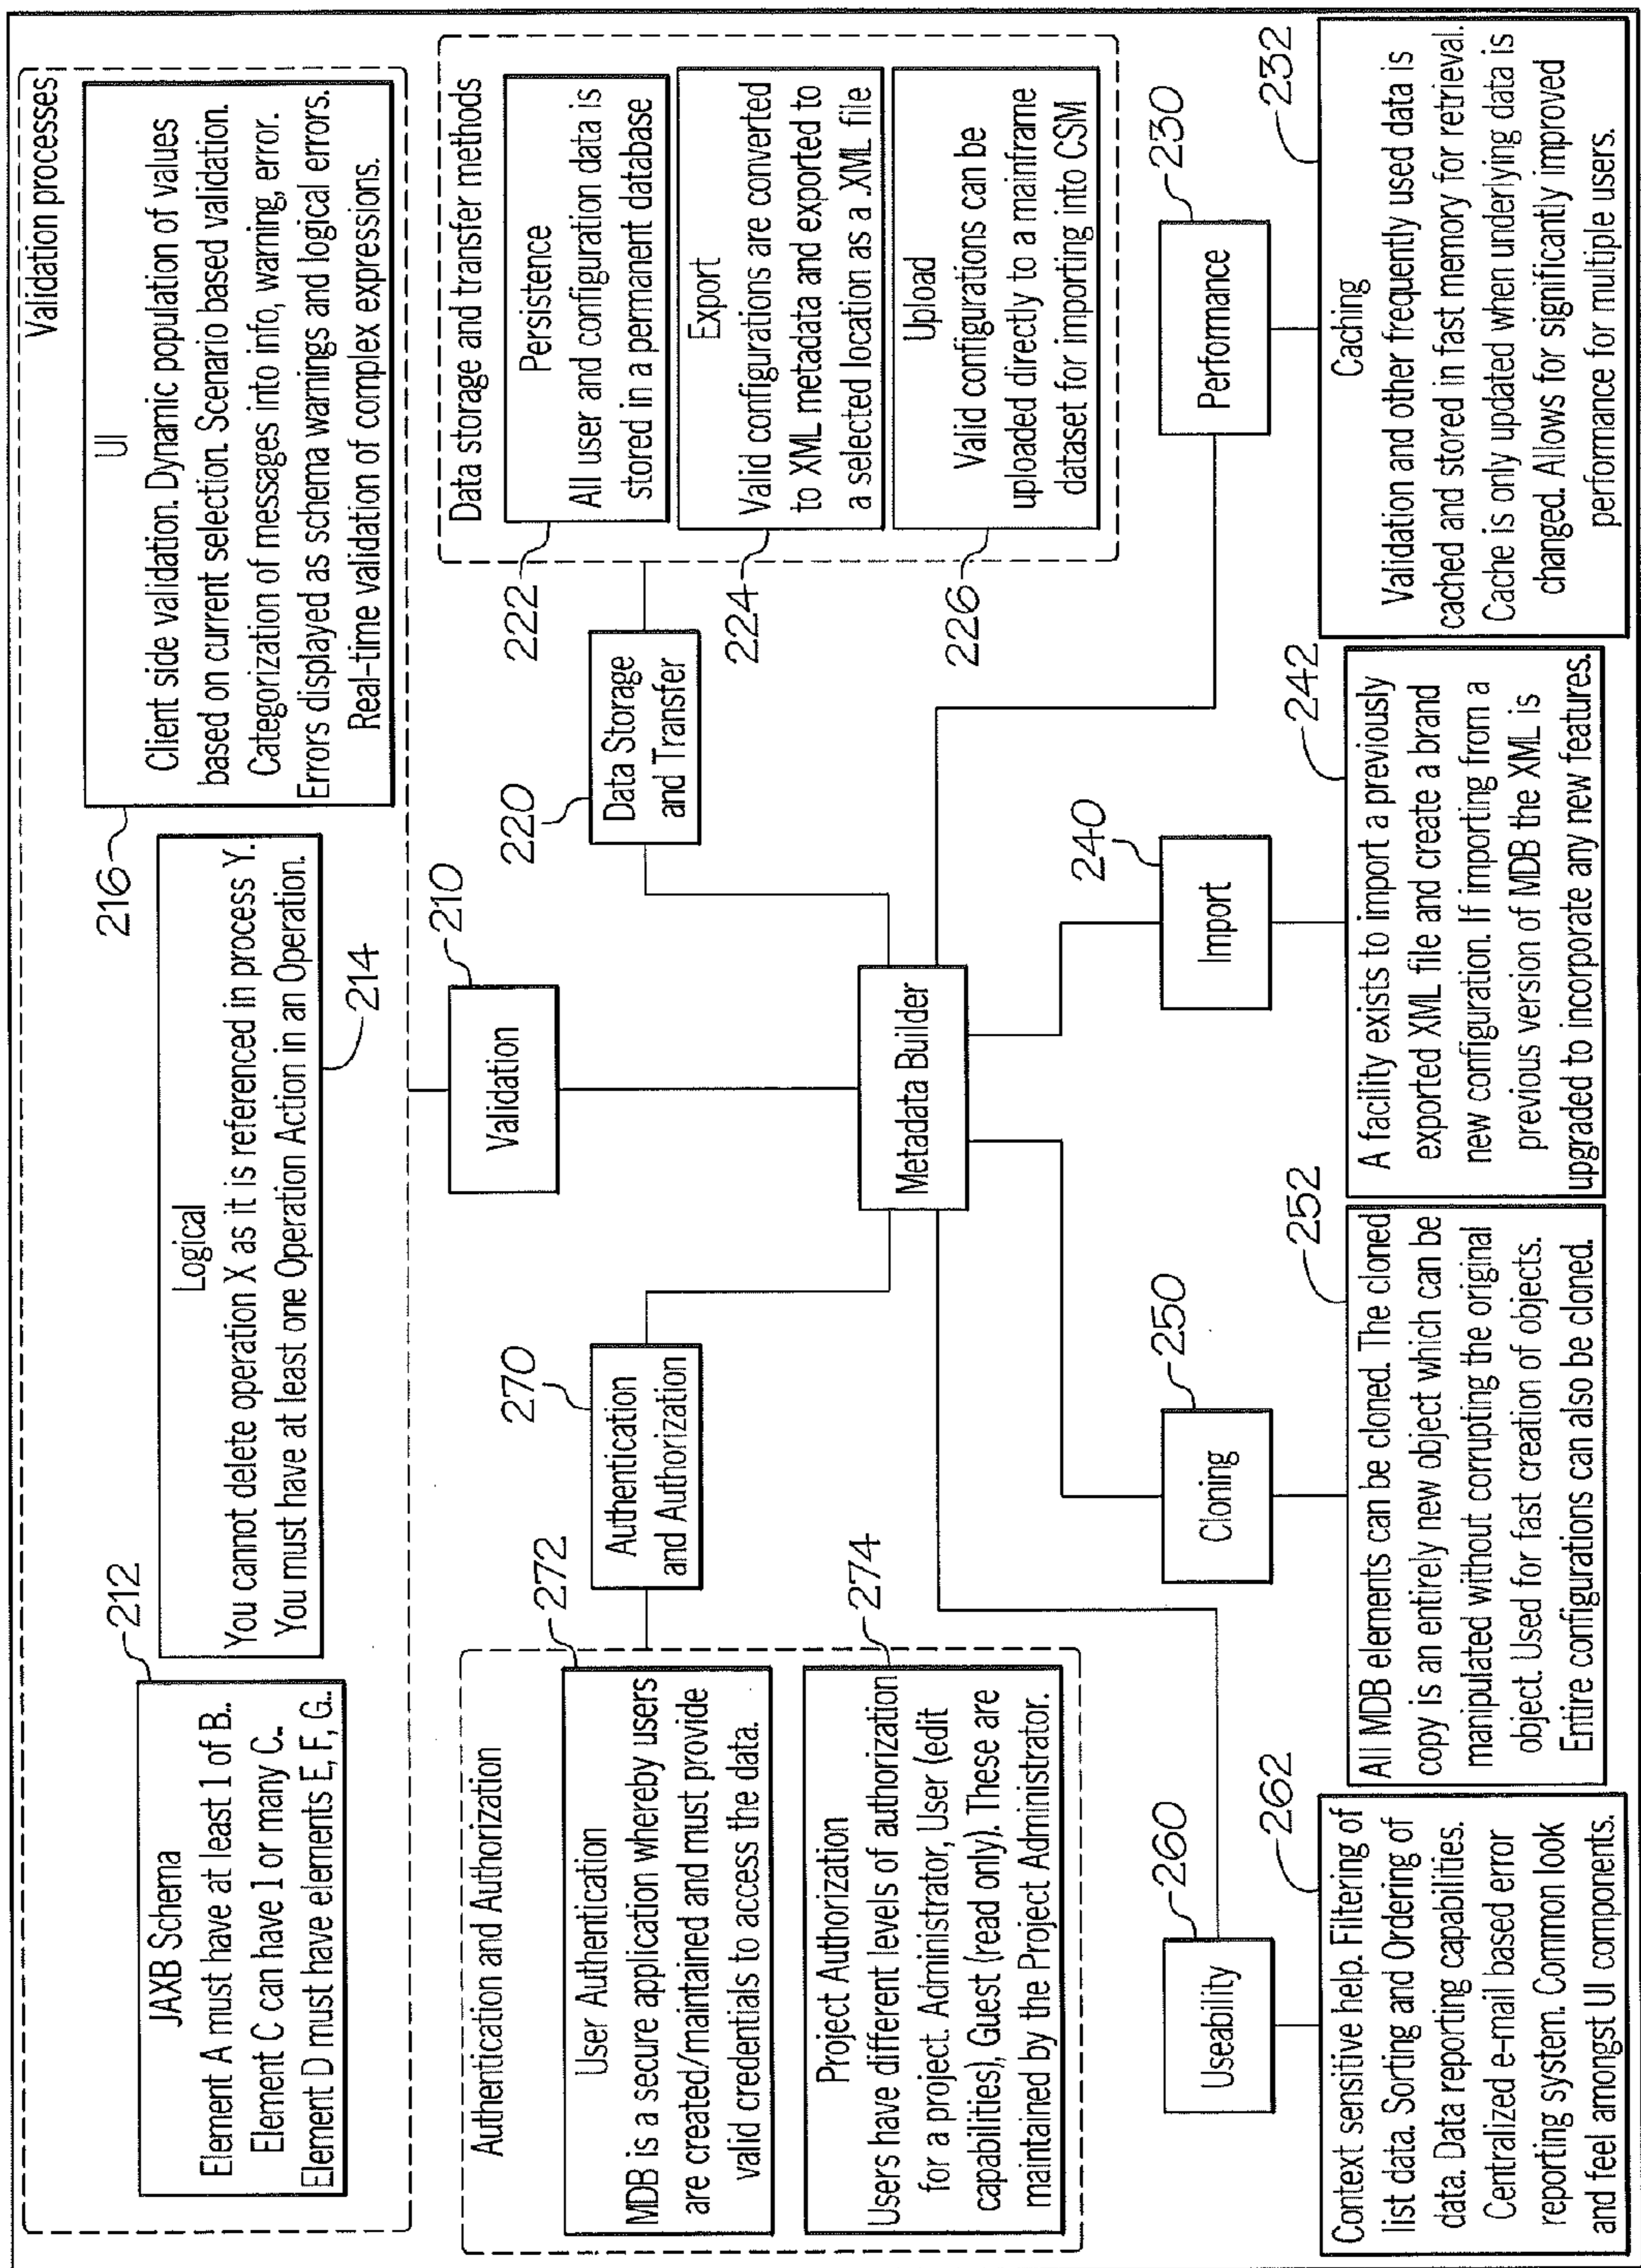 Validation processes
212
JAXB Schema
Element A must have at least 1 of B..
Element C can have 1 or many C..
Element D must have elements E, F, G..
Logical
You cannot delete operation X as it is referenced in process Y.
You must have at least one Operation Action in an Operation.
214
216
UI
Client side validation. Dynamic population of values
based on current selection. Scenario based validation.
Categorization of messages into info, warning, error.
Errors displayed as schema warnings and logical errors.
Real-time validation of complex expressions.
210
Validation
Authentication and Authorization
272
User Authentication
MDB is a secure application whereby users
are created/maintained and must provide
valid credentials to access the data.
274
Project Authorization
Users have different levels of authorization
for a project. Administrator, User (edit
capabilities), Guest (read only). These are
maintained by the Project Administrator.
270
Authentication
and Authorization
220
Data Storage
and Transfer
Data storage and transfer methods
222
Persistence
All user and configuration data is
stored in a permanent database
224
Export
Valid configurations are converted
to XML metadata and exported to
a selected location as a .XML file
226
Upload
Valid configurations can be
uploaded directly to a mainframe
dataset for importing into CSM
Metadata Builder
260
Useability
250
Cloning
240
Import
230
Performance
262
Context sensitive help. Filtering of
list data. Sorting and Ordering of
data. Data reporting capabilities.
Centralized e-mail based error
reporting system. Common look
and feel amongst UI components.
252
All MDB elements can be cloned. The cloned
copy is an entirely new object which can be
manipulated without corrupting the original
object. Used for fast creation of objects.
Entire configurations can also be cloned.
242
A facility exists to import a previously
exported XML file and create a brand
new configuration. If importing from a
previous version of MDB the XML is
upgraded to incorporate any new features.
232
Caching
Validation and other frequently used data is
cached and stored in fast memory for retrieval.
Cache is only updated when underlying data is
changed. Allows for significantly improved
performance for multiple users.